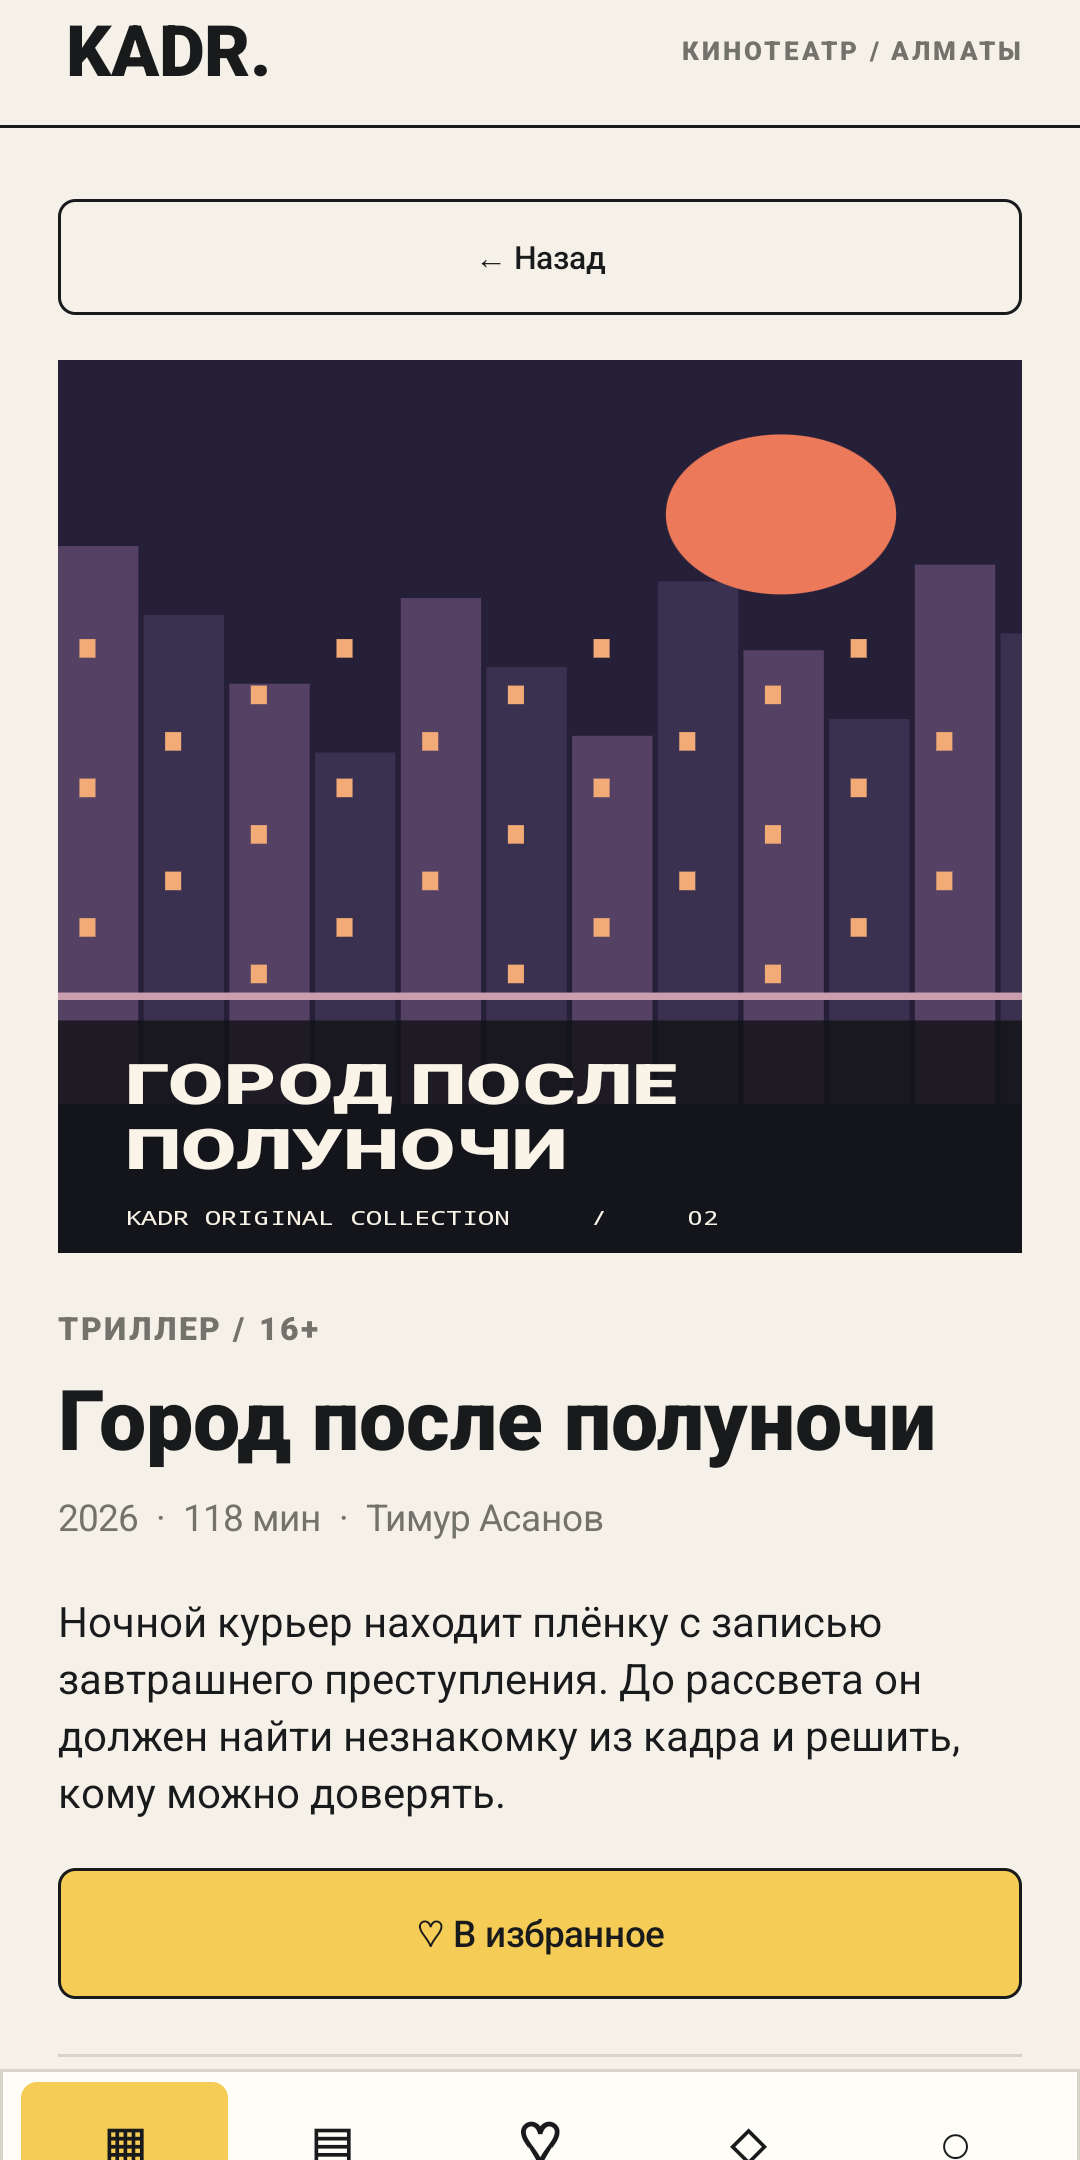 KADR.
КИНОТЕАТР / АЛМАТЫ
← Назад
ГОРОД ПОСЛЕ
ПОЛУНОЧИ
KADR ORIGINAL COLLECTION / 02
ТРИЛЛЕР / 16+
Город после полуночи
2026 · 118 мин · Тимур Асанов
Ночной курьер находит плёнку с записью
завтрашнего преступления. До рассвета он
должен найти незнакомку из кадра и решить,
кому можно доверять.
♡ В избранное